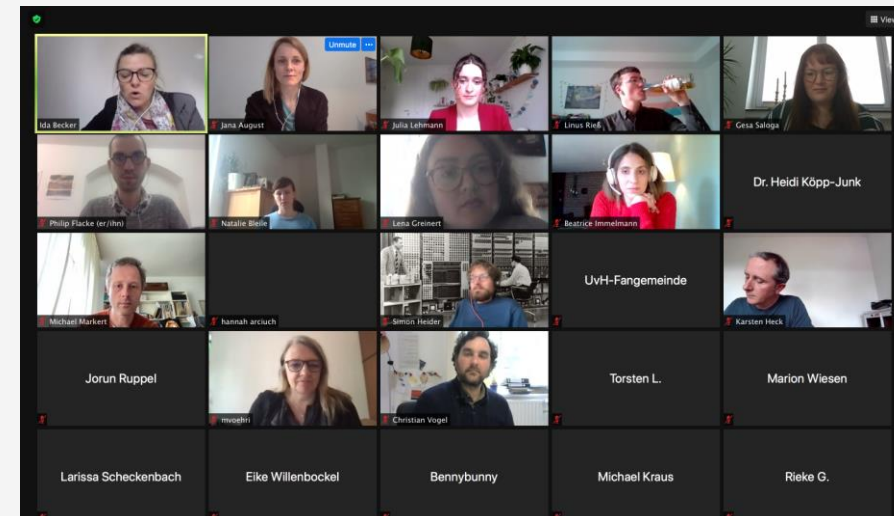 View
Unmute
Ida Becker
Jana August
Julia Lehmann
Linus Rieß
Gesa Saloga
Philip Flacke (er/ihn)
Natalie Bleile
Lena Greinert
Beatrice Immelmann
Dr. Heidi Köpp-Junk
Michael Markert
hannah arciuch
Simon Heider
UvH-Fangemeinde
Karsten Heck
Jorun Ruppel
mvoehri
Christian Vogel
Torsten L.
Marion Wiesen
Larissa Scheckenbach
Eike Willenbockel
Bennybunny
Michael Kraus
Rieke G.